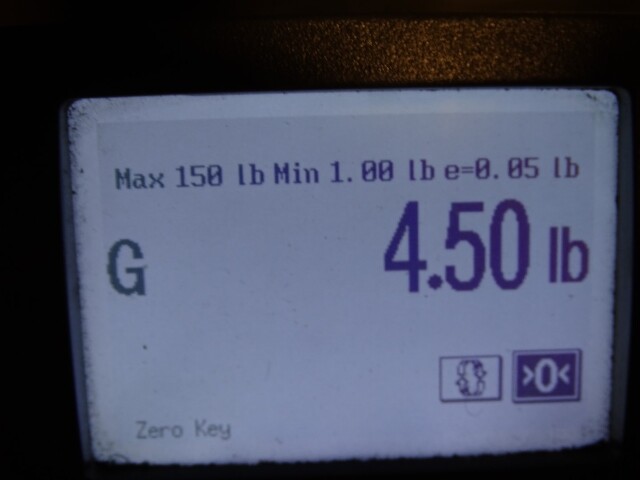 Max 150 lb Min 1.00 lb e=0.05 lb
G 4.50 lb
>0<
Zero Key